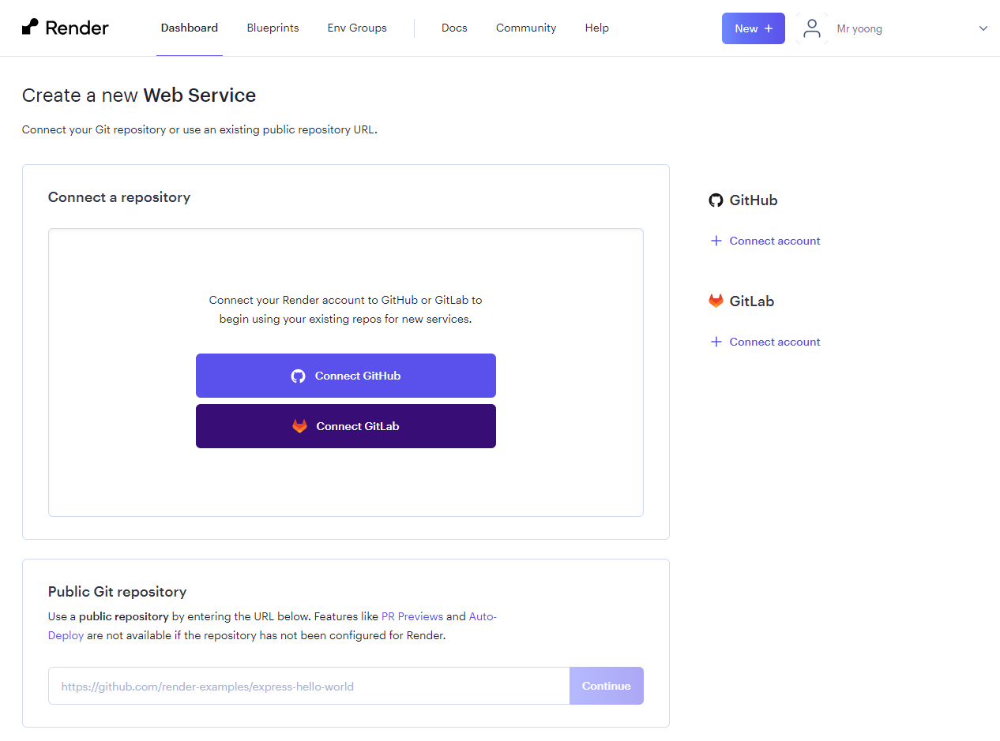 Render Dashboard Blueprints Env Groups Docs Community Help New + Mr yoong
Create a new Web Service
Connect your Git repository or use an existing public repository URL.
Connect a repository
Connect your Render account to GitHub or GitLab to
begin using your existing repos for new services.
Connect GitHub
Connect GitLab
GitHub
+ Connect account
GitLab
+ Connect account
Public Git repository
Use a public repository by entering the URL below. Features like PR Previews and Auto-
Deploy are not available if the repository has not been configured for Render.
https://github.com/render-examples/express-hello-world Continue